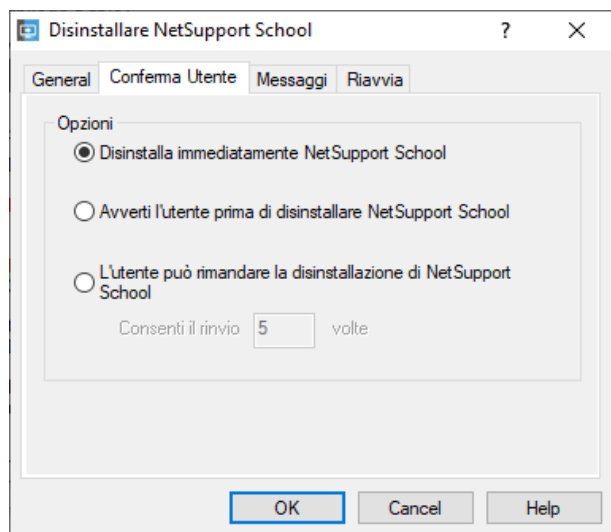 Disinstallare NetSupport School
?
General Conferma Utente Messaggi Riavvia
Opzioni
Disinstalla immediatamente NetSupport School
Avverti l'utente prima di disinstallare NetSupport School
L'utente può rimandare la disinstallazione di NetSupport
School
Consenti il rinvio 5 volte
OK Cancel Help